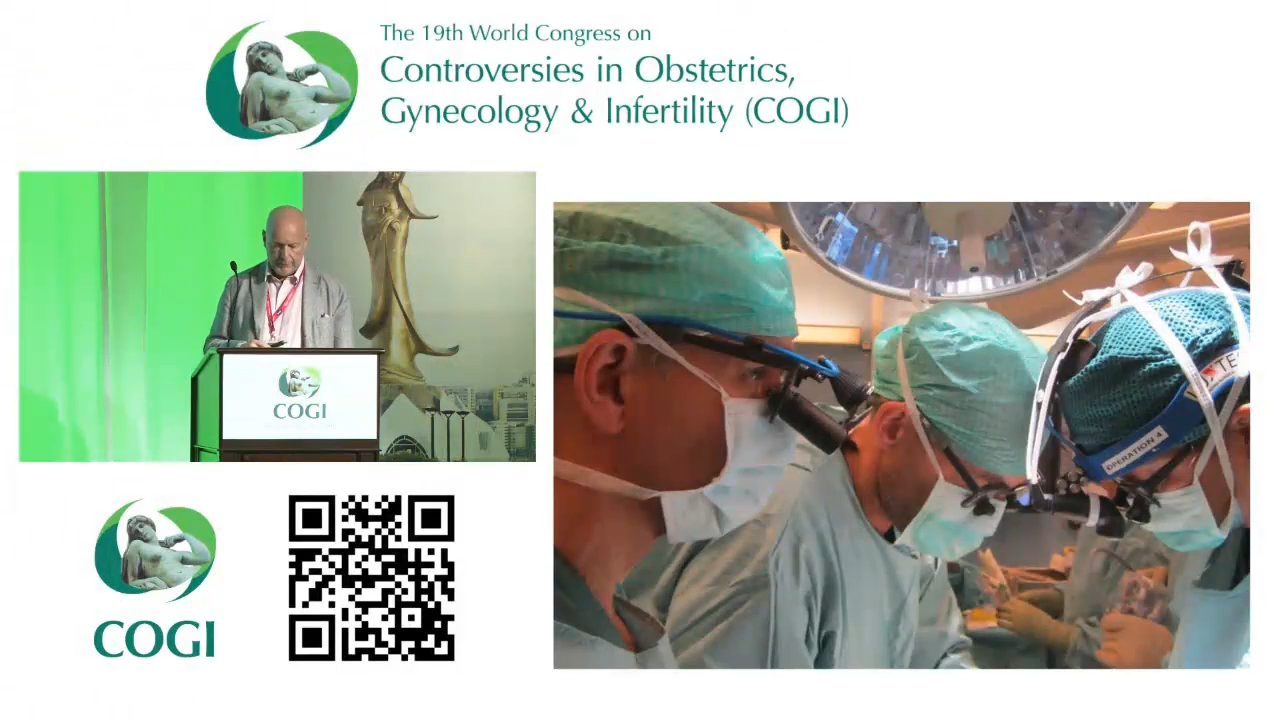 The 19th World Congress on
Controversies in Obstetrics,
Gynecology & Infertility (COGI)
COGI
OPERATION 4
COGI